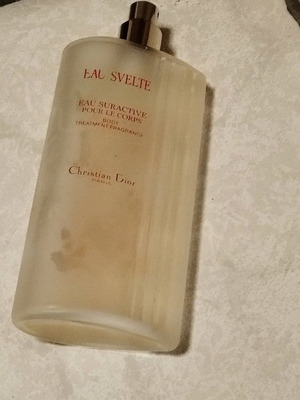 EAU SVELTE
EAU SURACTIVE
POUR LE CORPS
BODY
TREATMENT FRAGRANCE
Christian Dior
PARIS